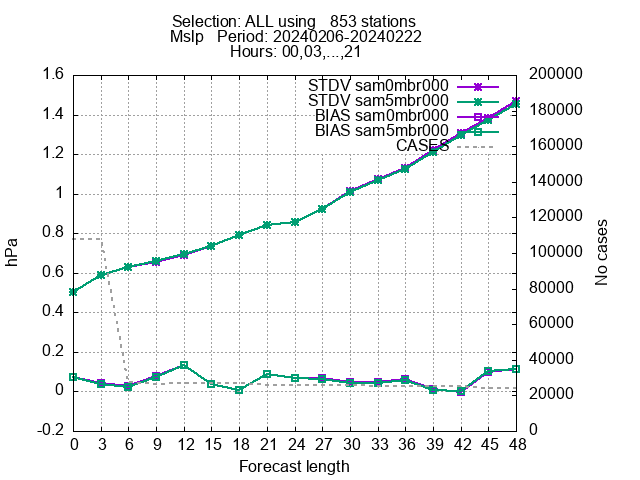 Selection: ALL using   853 stations
Mslp   Period: 20240206-20240222
Hours: 00,03,...,21
1.6
1.4
1.2
1
0.8
0.6
0.4
0.2
0
-0.2
hPa
STDV sam0mbr000
STDV sam5mbr000
BIAS sam0mbr000
BIAS sam5mbr000
CASES
200000
180000
160000
140000
120000
100000
80000
60000
40000
20000
0
No cases
0 3 6 9 12 15 18 21 24 27 30 33 36 39 42 45 48
Forecast length